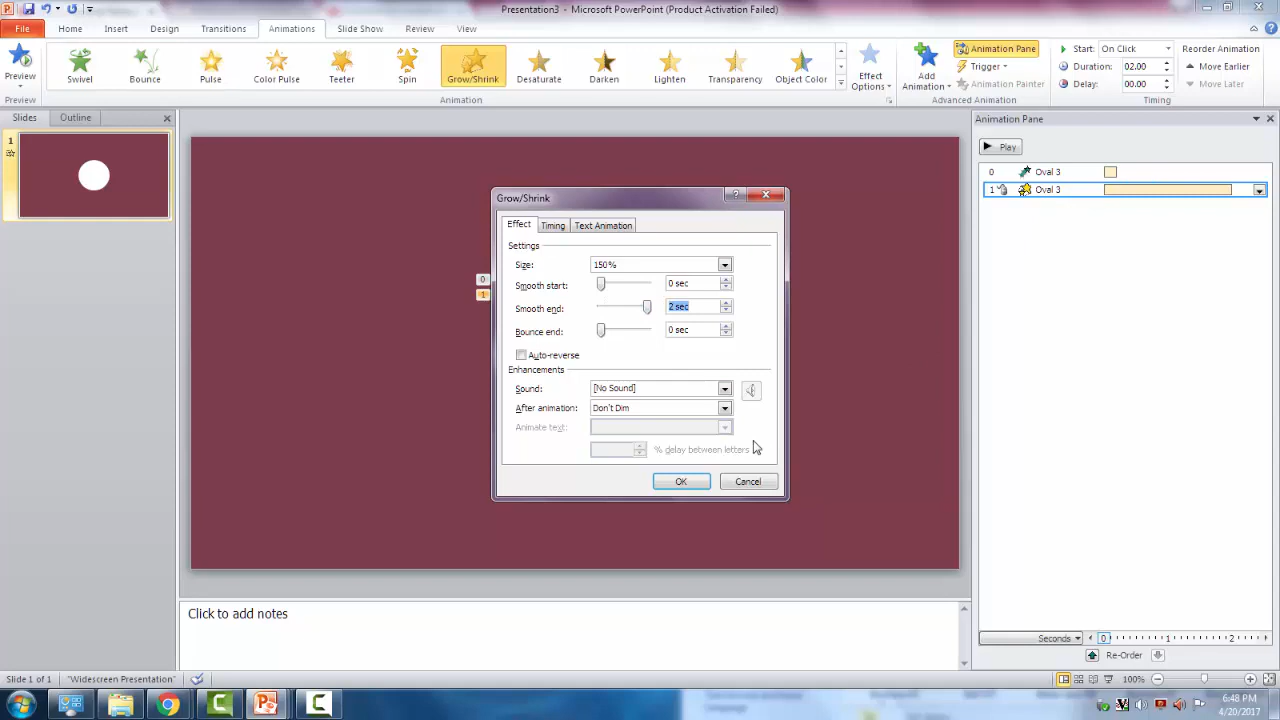 Presentation3 - Microsoft PowerPoint (Product Activation Failed)
File Home Insert Design Transitions Animations Slide Show Review View
Preview
Swivel Bounce Pulse Color Pulse Teeter Spin Grow/Shrink Desaturate Darken Lighten Transparency Object Color
Effect Options
Add Animation
Animation Pane
Trigger
Animation Painter
Start: On Click
Duration: 02.00
Delay: 00.00
Reorder Animation
Move Earlier
Move Later
Preview Animation Advanced Animation Timing
Slides Outline
1
Animation Pane
Play
0 Oval 3
1 Oval 3
0
1
Grow/Shrink
Effect Timing Text Animation
Settings
Size: 150%
Smooth start: 0 sec
Smooth end: 2 sec
Bounce end: 0 sec
Auto-reverse
Enhancements
Sound: [No Sound]
After animation: Don't Dim
Animate text:
% delay between letters
OK Cancel
Click to add notes
Seconds 0 1 2
Re-Order
Slide 1 of 1 "Widescreen Presentation" 100%
6:48 PM
4/20/2017